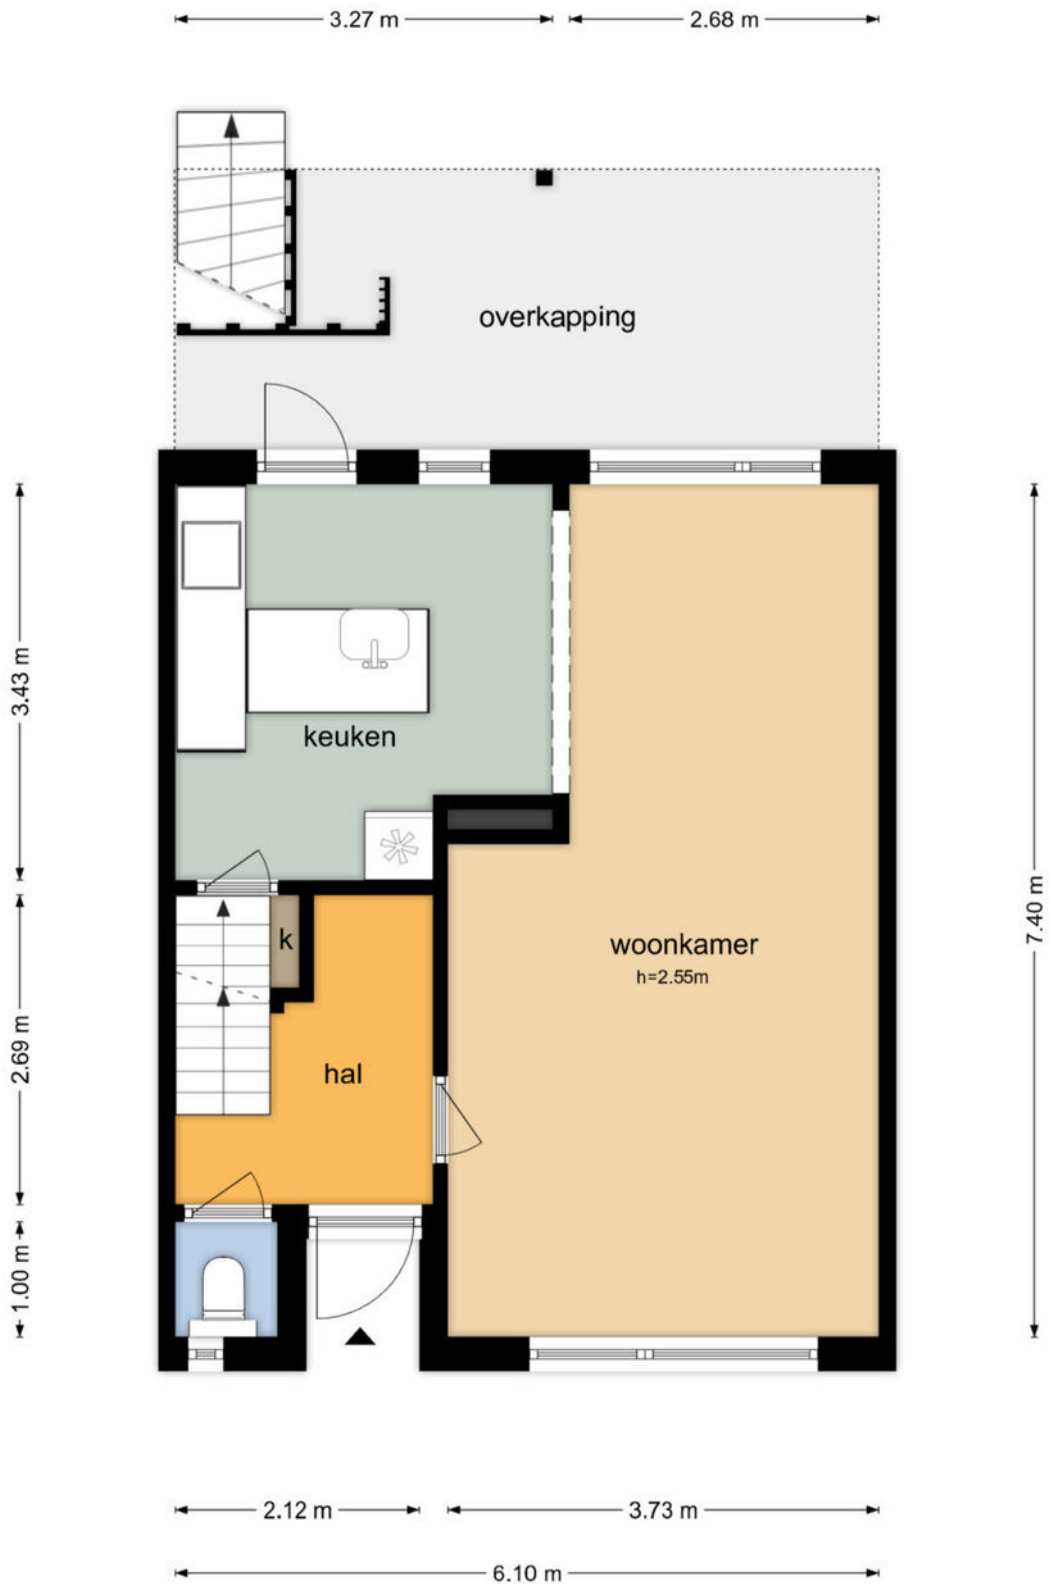 3.27 m
2.68 m
overkapping
3.43 m
keuken
7.40 m
k
woonkamer
h=2.55m
2.69 m
hal
1.00 m
2.12 m
3.73 m
6.10 m